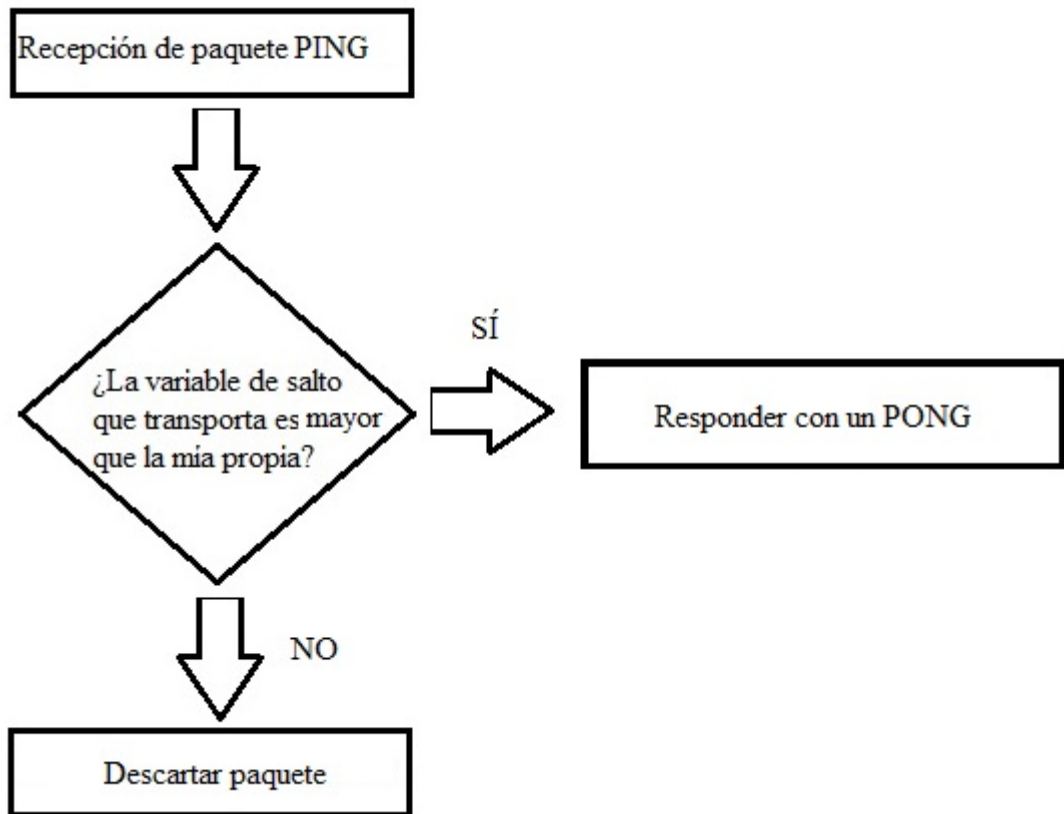 Recepción de paquete PING
SÍ
¿La variable de salto
que transporta es mayor
que la mía propia?
Responder con un PONG
NO
Descartar paquete